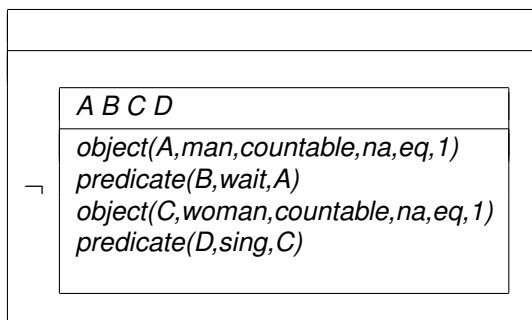 A B C D
object(A,man,countable,na,eq,1)
predicate(B,wait,A)
¬
object(C,woman,countable,na,eq,1)
predicate(D,sing,C)